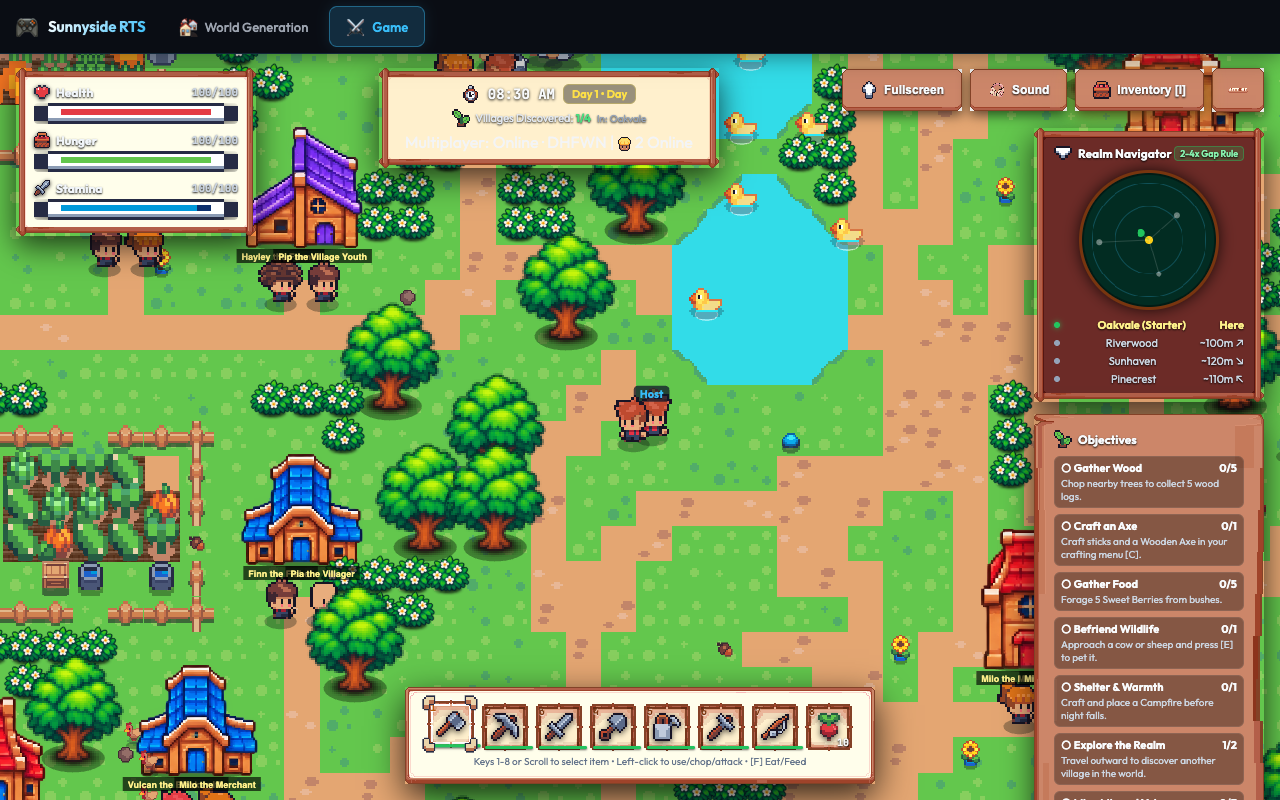 Sunnyside RTS
World Generation
Game
Health 100/100
Hunger 100/100
Stamina 100/100
08:30 AM Day 1 • Day
Villages Discovered: 1/4 In: Oakvale
Multiplayer: Online • DHFWN | 2 Online
Fullscreen
Sound
Inventory [I]
Realm Navigator 2-4x Gap Rule
Oakvale (Starter) Here
Riverwood ~100m ↗
Sunhaven ~120m ↘
Pinecrest ~110m ↖
Objectives
Gather Wood 0/5
Chop nearby trees to collect 5 wood
logs.
Craft an Axe 0/1
Craft sticks and a Wooden Axe in your
crafting menu [C].
Gather Food 0/5
Forage 5 Sweet Berries from bushes.
Befriend Wildlife 0/1
Approach a cow or sheep and press [E]
to pet it.
Shelter & Warmth 0/1
Craft and place a Campfire before
night falls.
Explore the Realm 1/2
Travel outward to discover another
village in the world.
Hayley Pip the Village Youth
Host
Finn the Pia the Villager
Milo the Mi
Vulcan the Milo the Merchant
10
Keys 1-8 or Scroll to select item • Left-click to use/chop/attack • [F] Eat/Feed